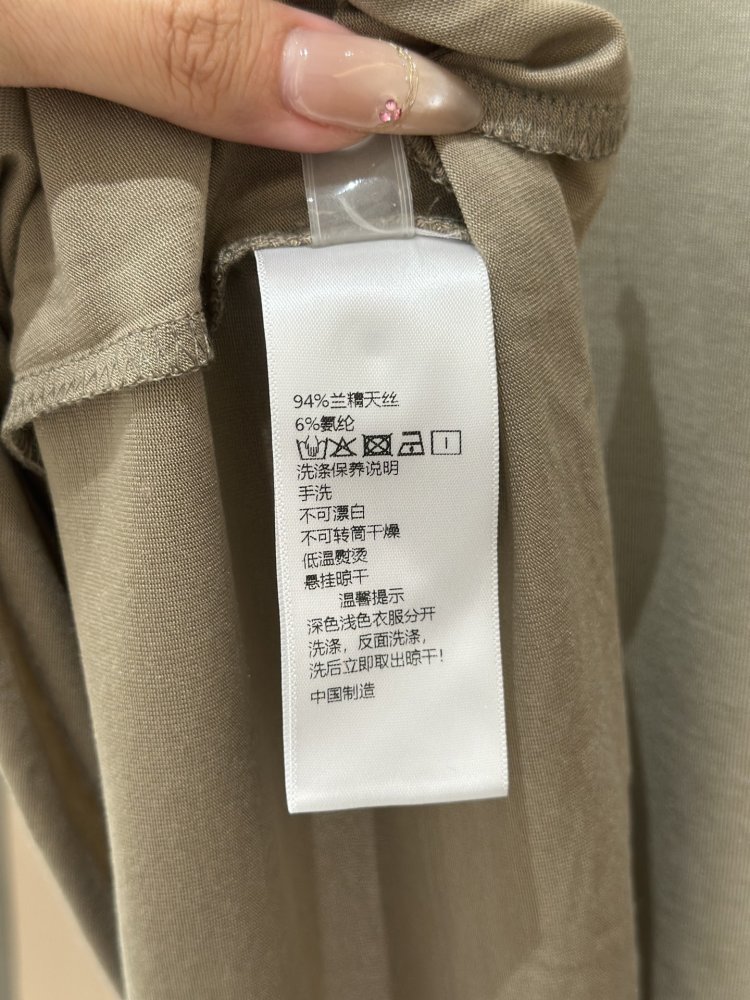 94%兰精天丝
6%氨纶
洗涤保养说明
手洗
不可漂白
不可转筒干燥
低温熨烫
悬挂晾干
温馨提示
深色浅色衣服分开
洗涤，反面洗涤，
洗后立即取出晾干！
中国制造